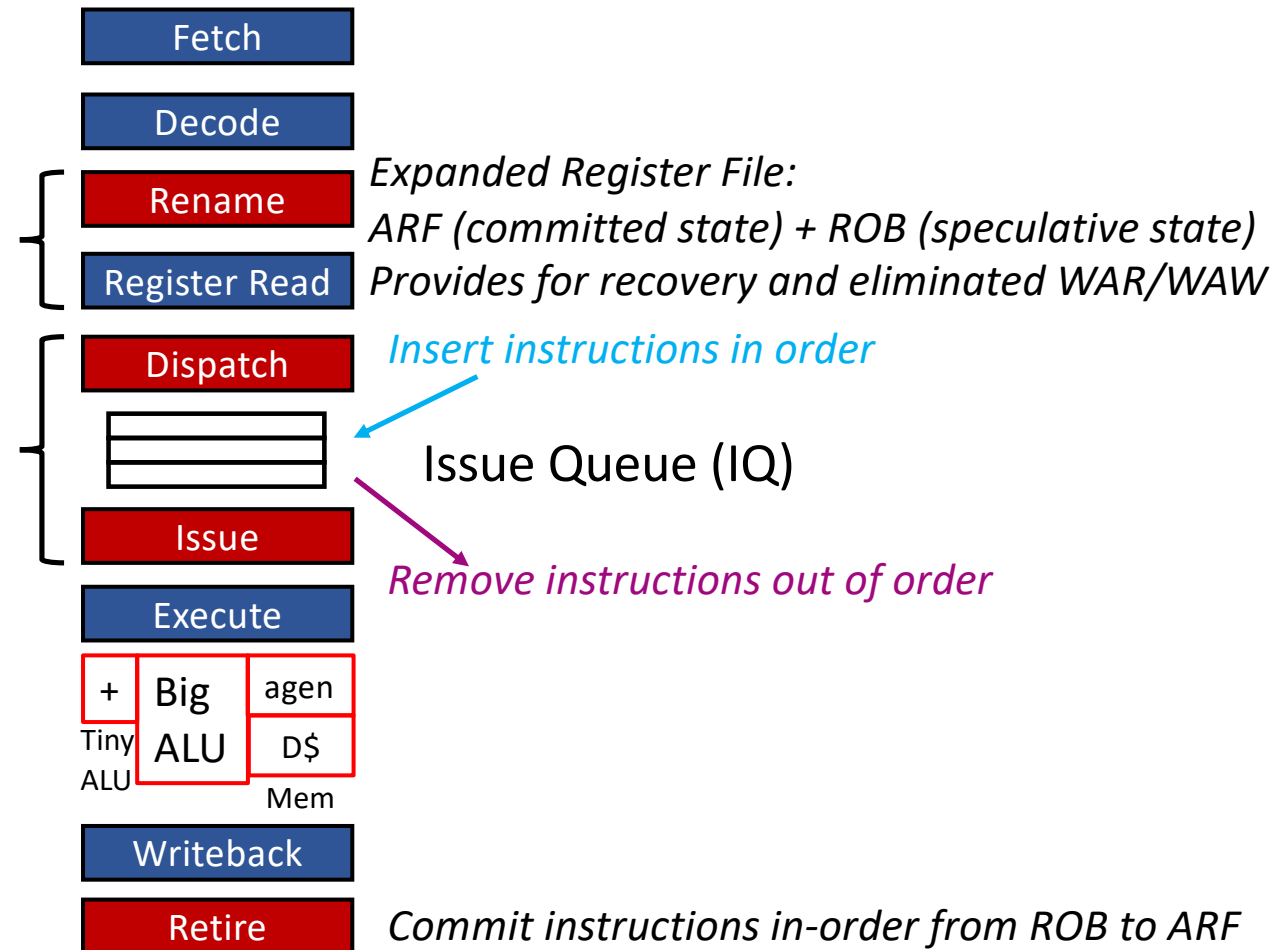 Fetch
Decode
Rename
Expanded Register File:
ARF (committed state) + ROB (speculative state)
Register Read
Provides for recovery and eliminated WAR/WAW
Dispatch
Insert instructions in order
Issue Queue (IQ)
Issue
Remove instructions out of order
Execute
+
Big
ALU
agen
Tiny
ALU
D$
Mem
Writeback
Retire
Commit instructions in-order from ROB to ARF